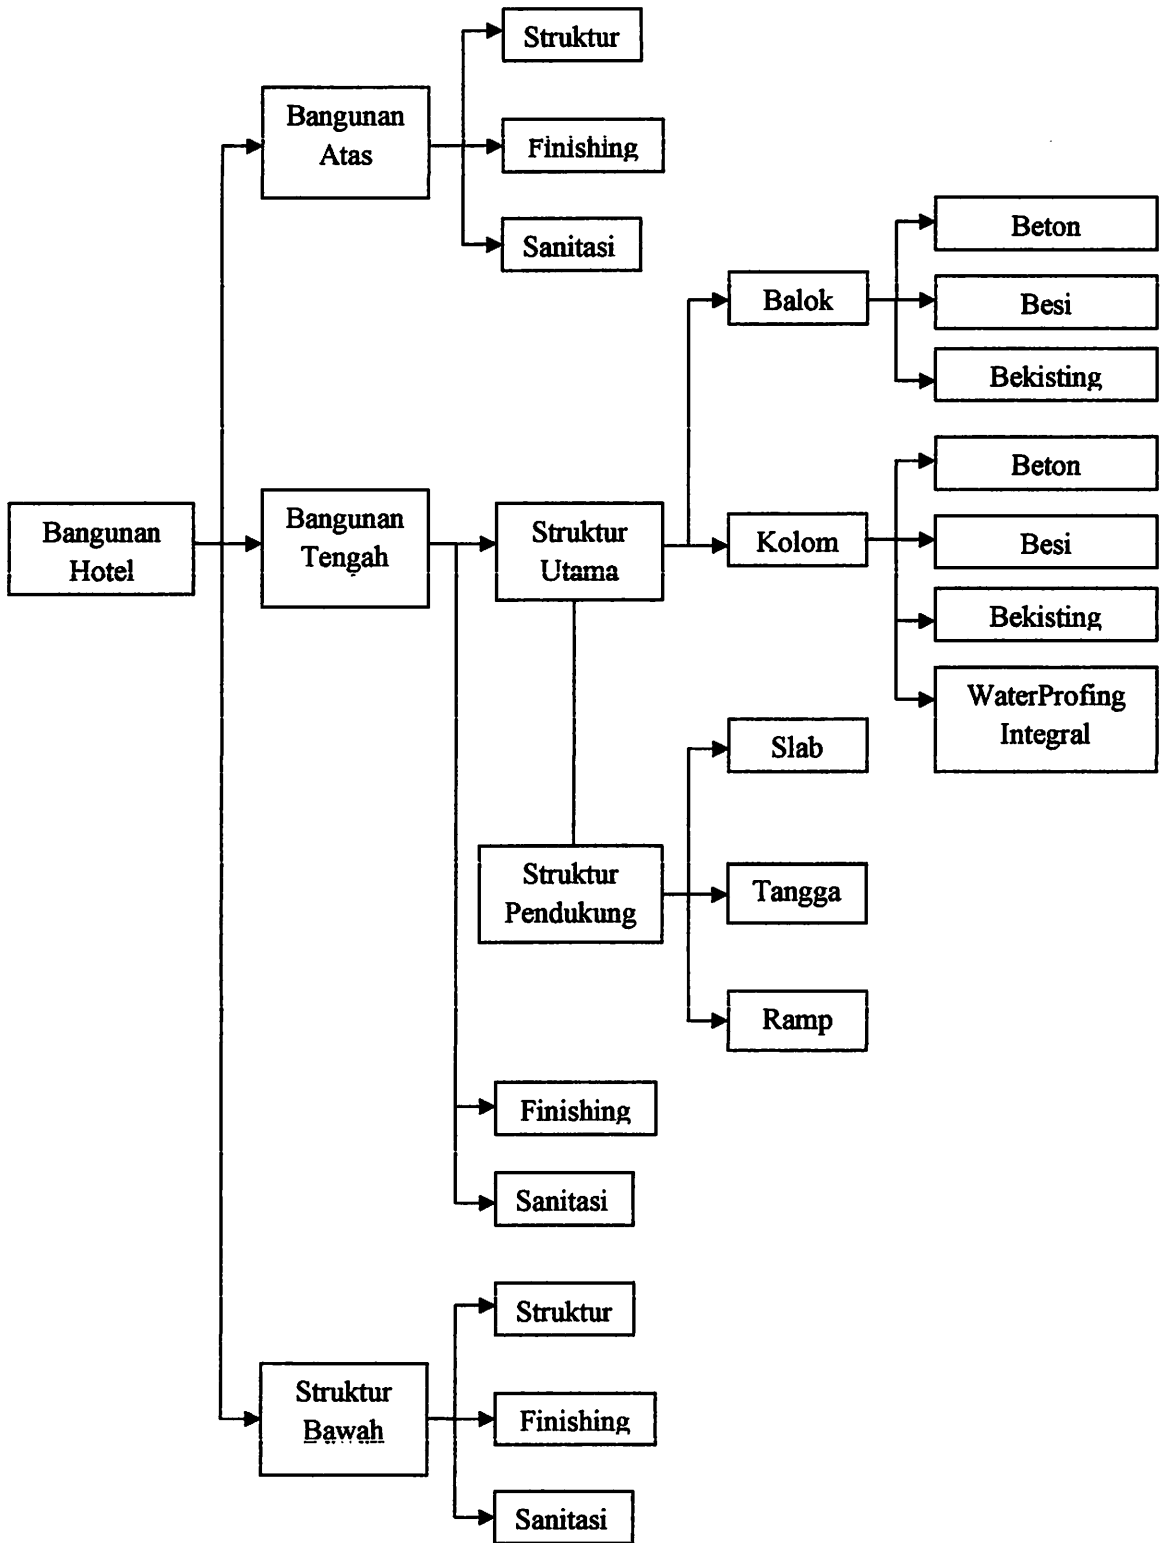 Struktur
Bangunan
Atas
Finishing
Sanitasi
Beton
Balok
Besi
Bekisting
Beton
Bangunan
Hotel
Bangunan
Tengah
Struktur
Utama
Kolom
Besi
Bekisting
WaterProfing
Integral
Slab
Struktur
Pendukung
Tangga
Ramp
Finishing
Sanitasi
Struktur
Struktur
Bawah
Finishing
Sanitasi